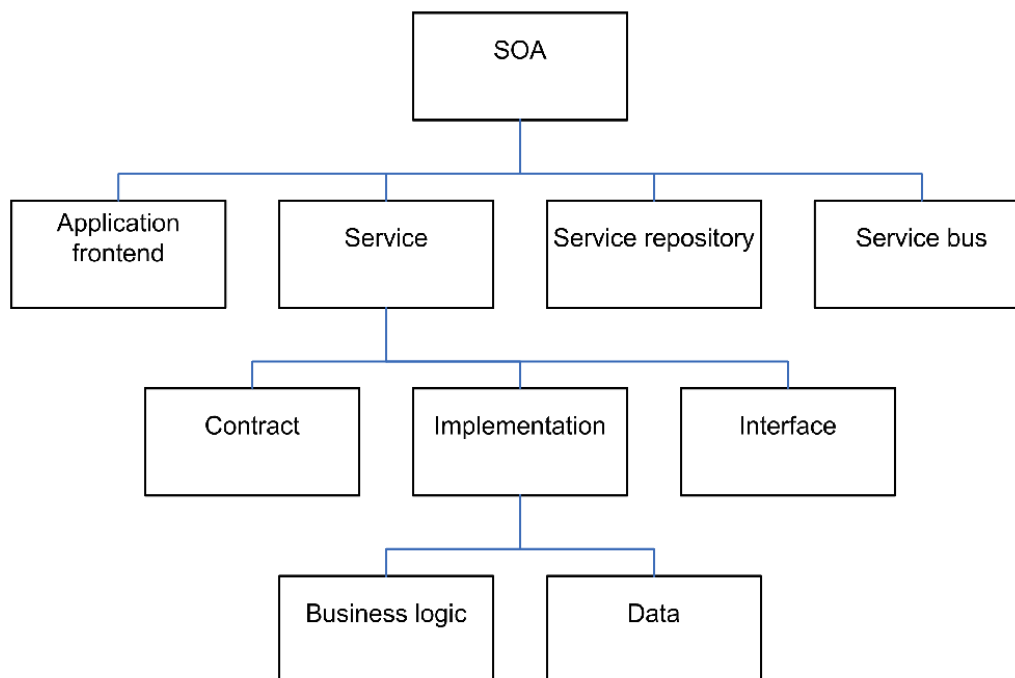 SOA
Application
frontend
Service
Service repository
Service bus
Contract
Implementation
Interface
Business logic
Data